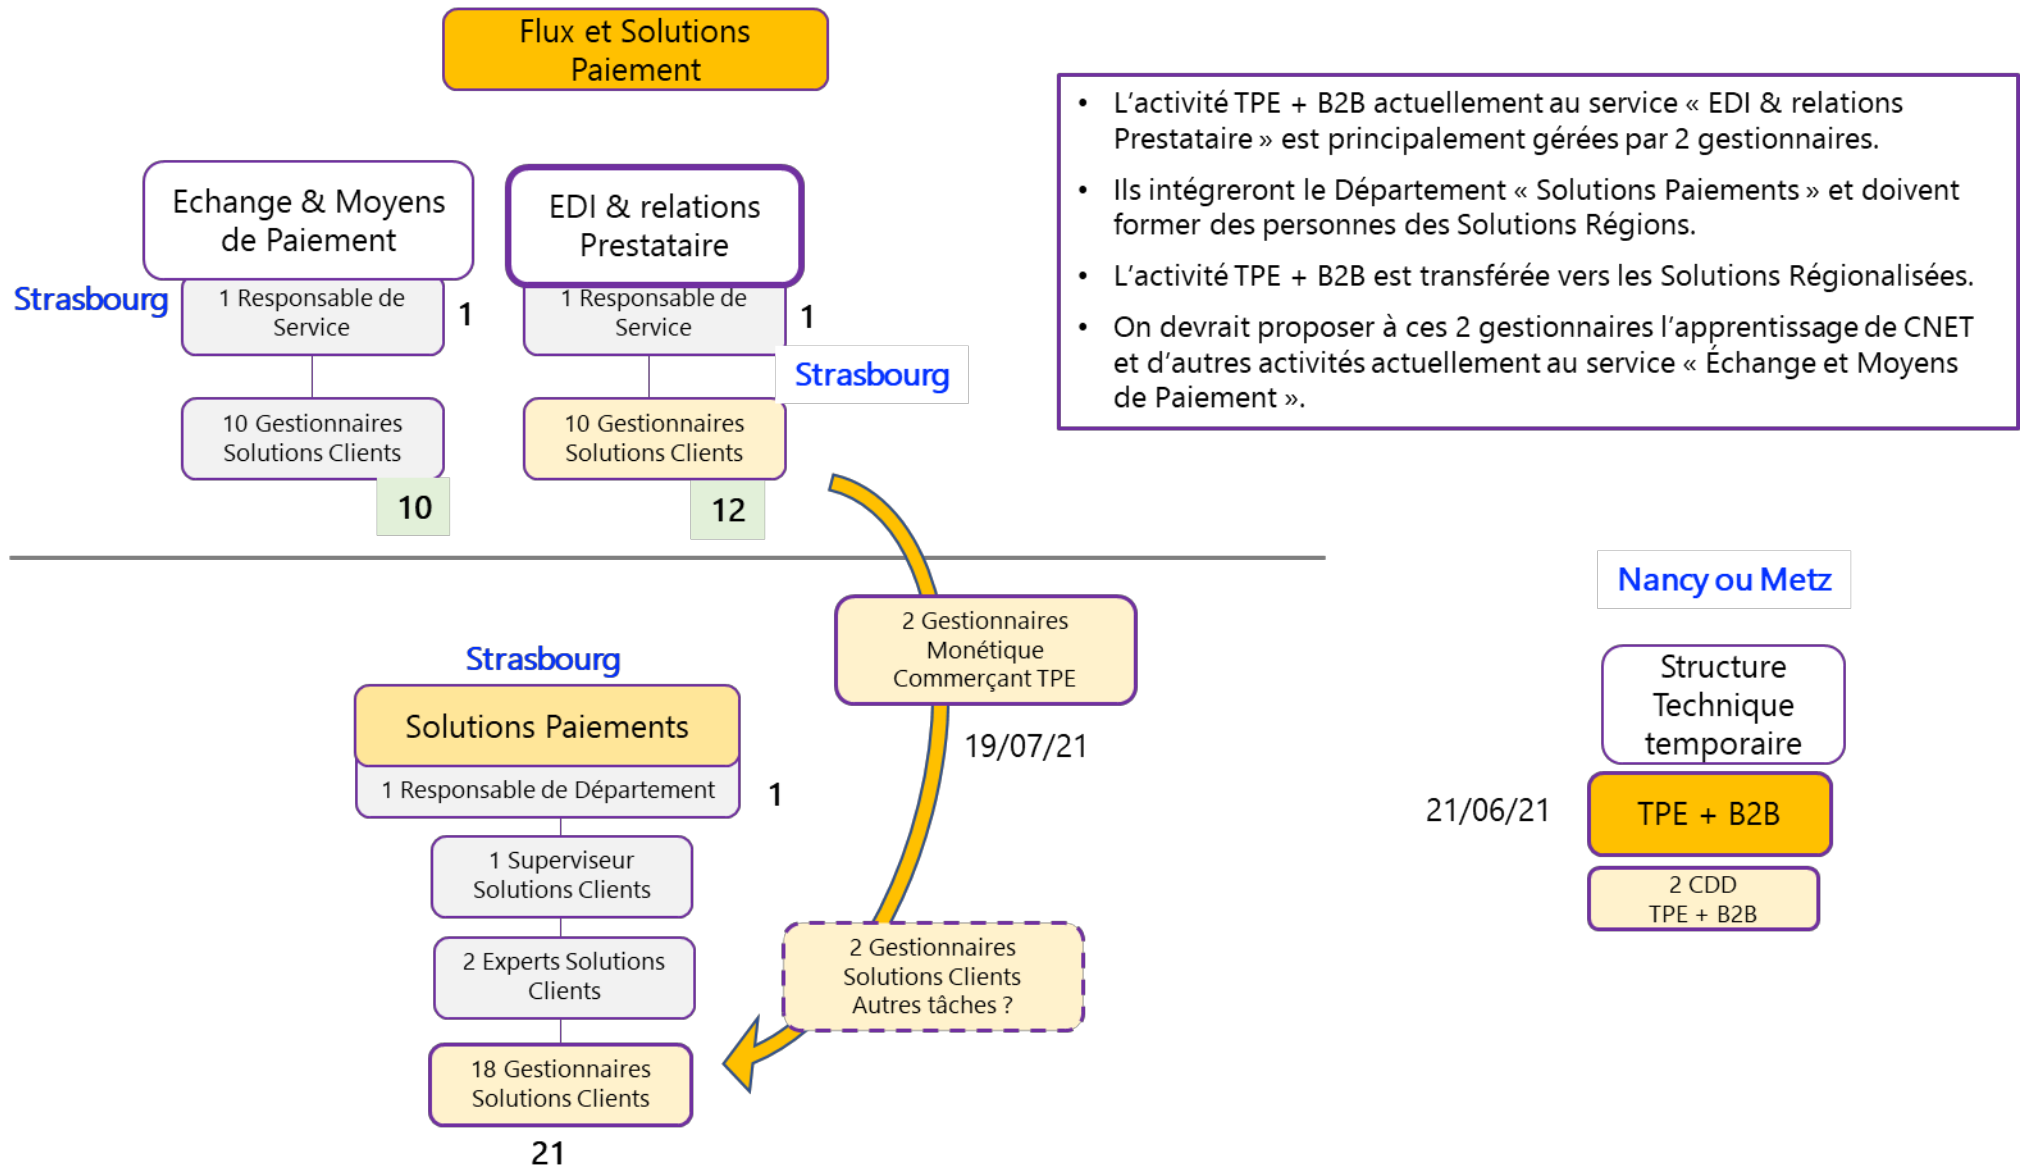 Flux et Solutions
Paiement
Echange & Moyens
de Paiement
Strasbourg
1 Responsable de
Service
1
10 Gestionnaires
Solutions Clients
10
EDI & relations
Prestataire
1 Responsable de
Service
1
Strasbourg
10 Gestionnaires
Solutions Clients
12
• L’activité TPE + B2B actuellement au service « EDI & relations
Prestataire » est principalement gérées par 2 gestionnaires.
• Ils intégreront le Département « Solutions Paiements » et doivent
former des personnes des Solutions Régions.
• L’activité TPE + B2B est transférée vers les Solutions Régionalisées.
• On devrait proposer à ces 2 gestionnaires l’apprentissage de CNET
et d’autres activités actuellement au service « Échange et Moyens
de Paiement ».
2 Gestionnaires
Monétique
Commerçant TPE
19/07/21
Strasbourg
Solutions Paiements
1 Responsable de Département
1
1 Superviseur
Solutions Clients
2 Experts Solutions
Clients
2 Gestionnaires
Solutions Clients
Autres tâches ?
18 Gestionnaires
Solutions Clients
21
Nancy ou Metz
Structure
Technique
temporaire
21/06/21
TPE + B2B
2 CDD
TPE + B2B